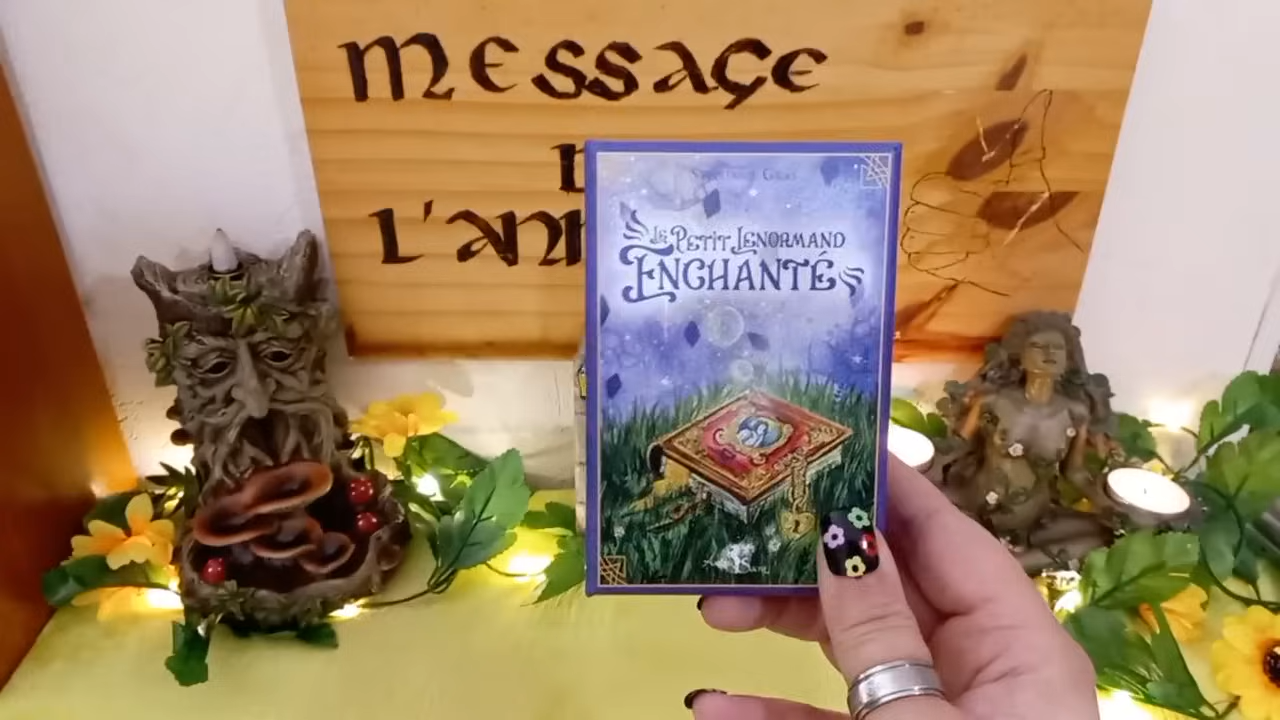 MESSAGE
D
L'AN
LE PETIT LENORMAND
ENCHANTÉ